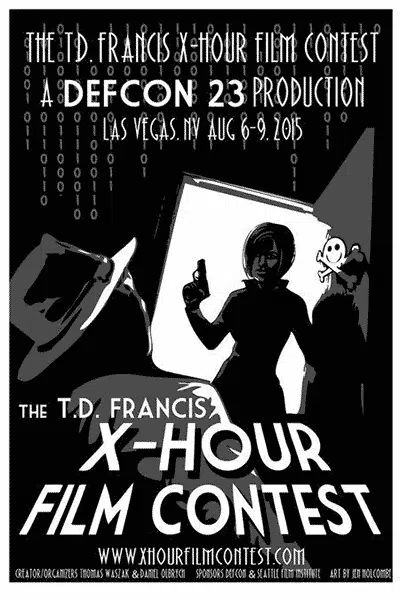 THE T.D. FRANCIS X-HOUR FILM CONTEST
A DEFCON 23 PRODUCTION
LAS VEGAS, NV AUG 6-9, 2015
THE T.D. FRANCIS
X-HOUR
FILM CONTEST
WWW.XHOURFILMCONTEST.COM
CREATOR/ORGANIZERS THOMAS WASZAK & DANIEL OLBRYCH SPONSORS DEFCON & SEATTLE FILM INSTITUTE ART BY JEN HOLCOMBE